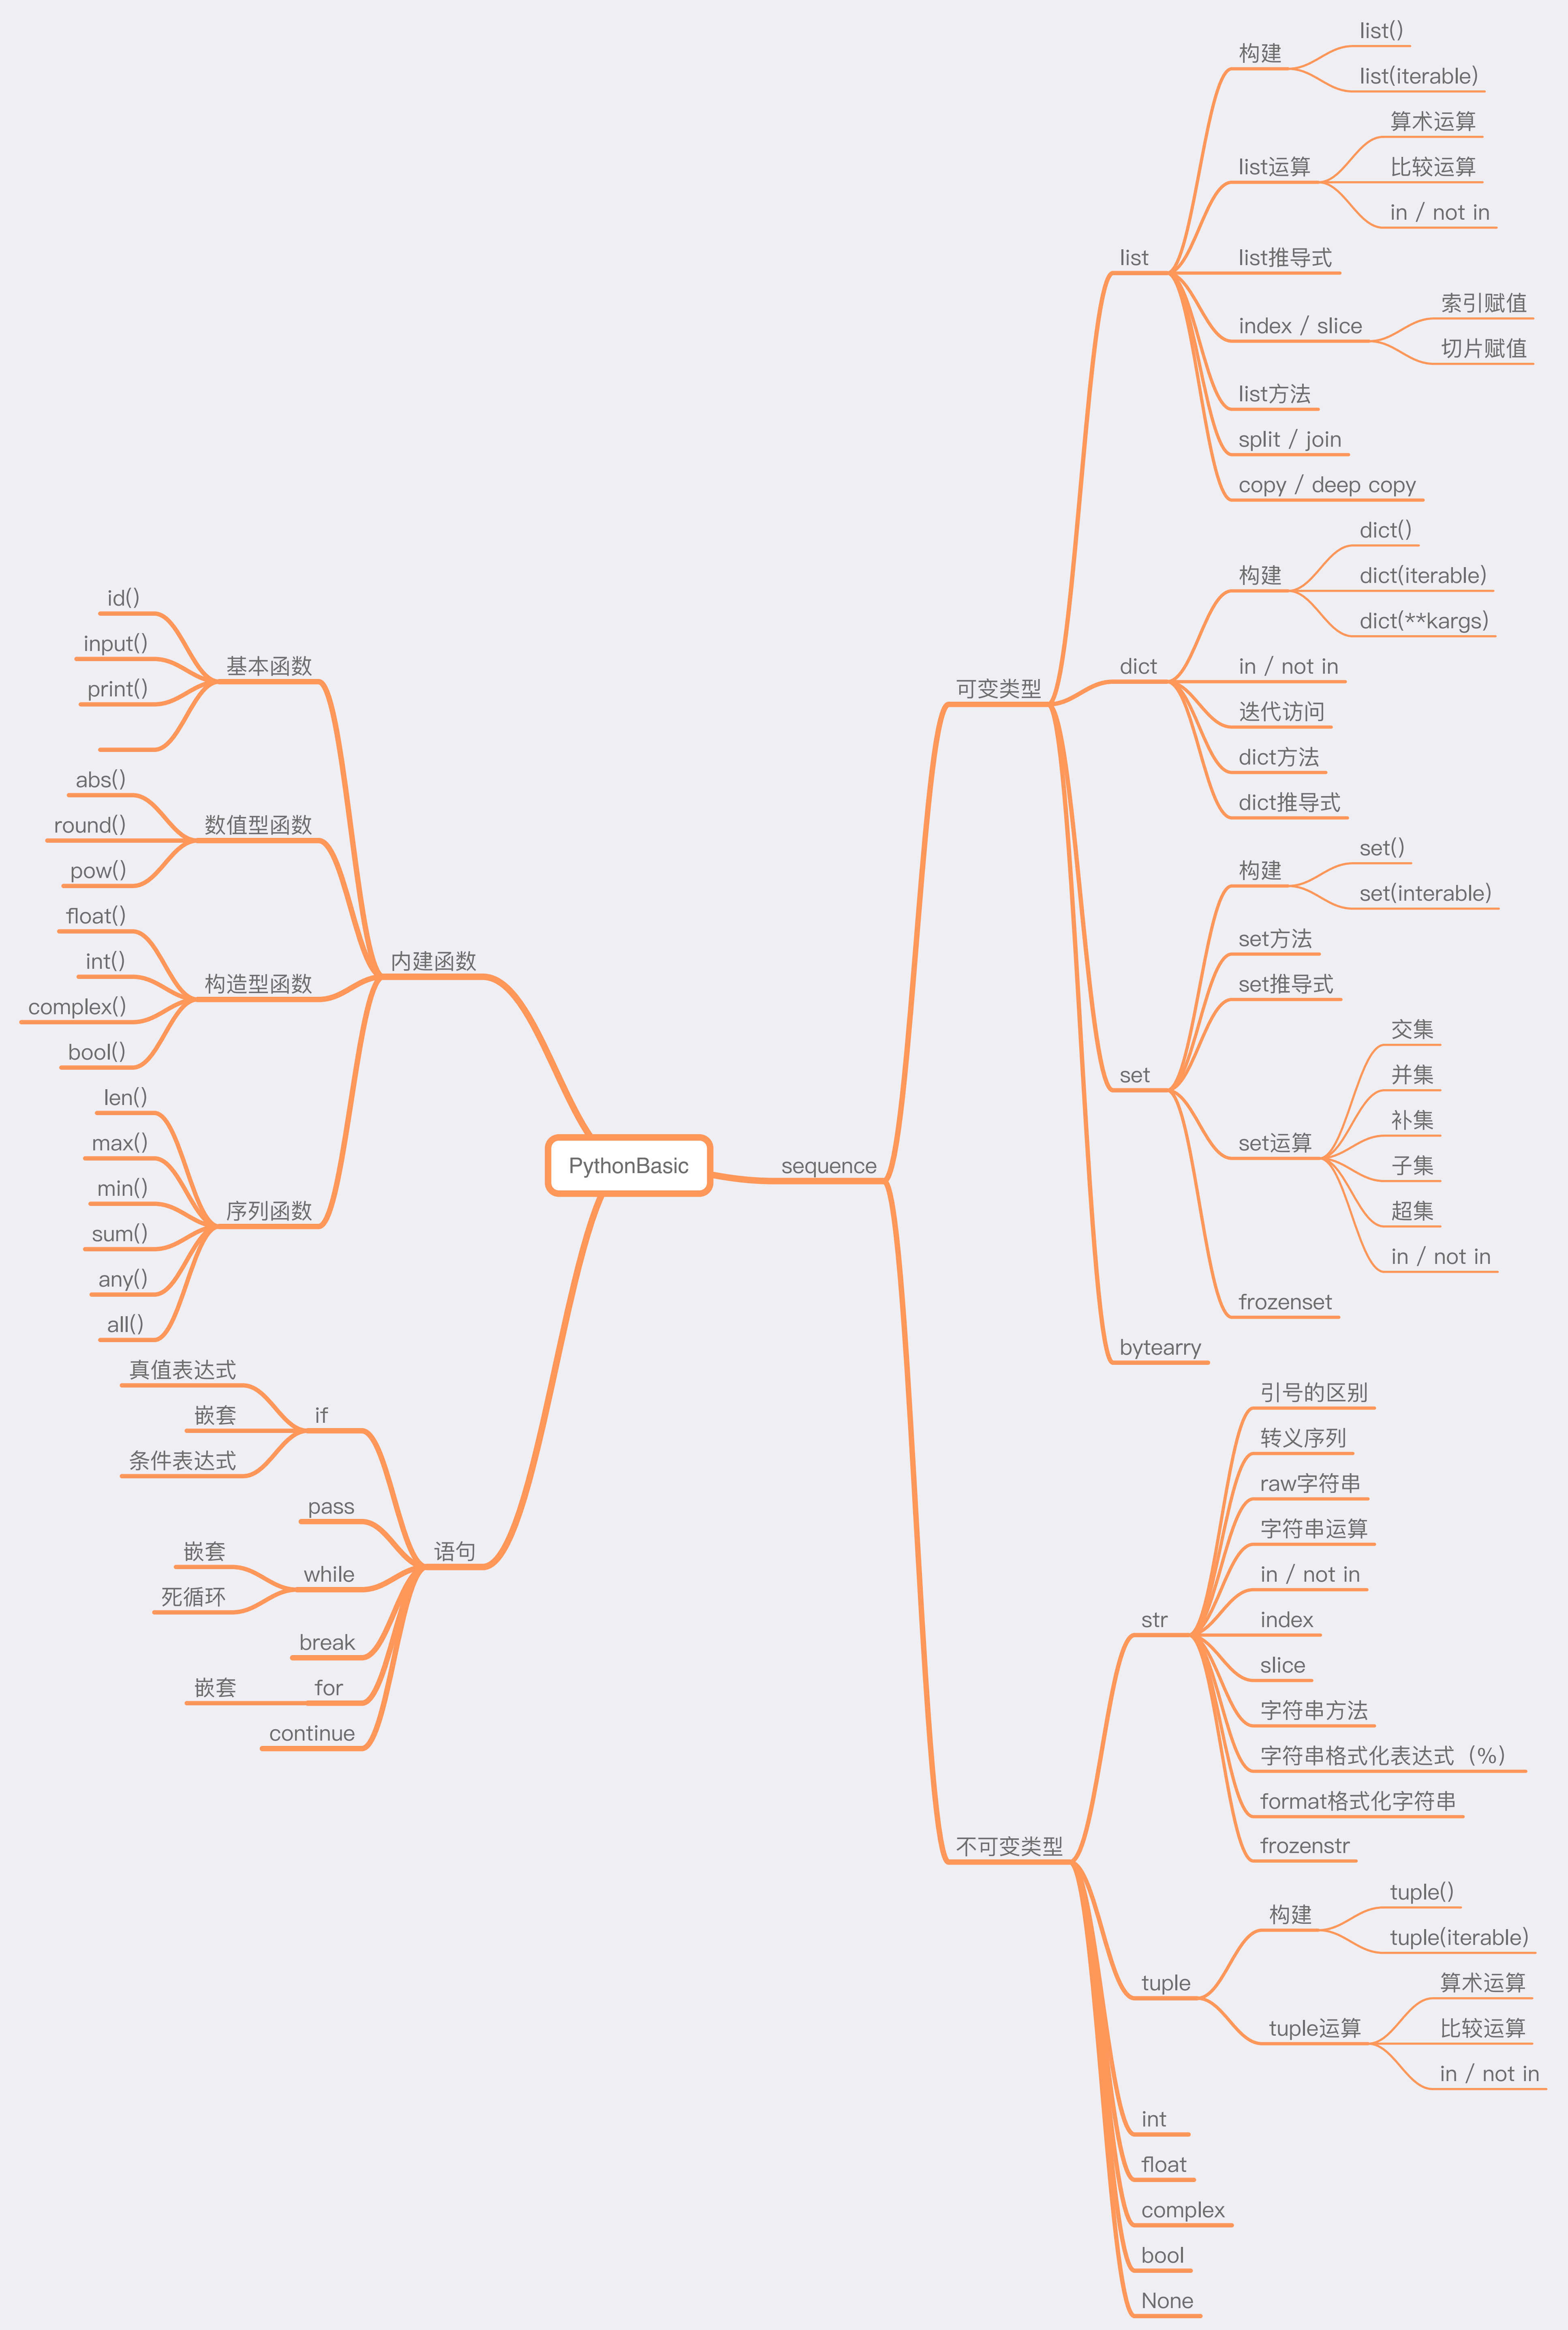 PythonBasic
内建函数
基本函数
id()
input()
print()
数值型函数
abs()
round()
pow()
构造型函数
float()
int()
complex()
bool()
序列函数
len()
max()
min()
sum()
any()
all()
语句
if
真值表达式
嵌套
条件表达式
pass
while
嵌套
死循环
break
for
嵌套
continue
sequence
可变类型
list
构建
list()
list(iterable)
list运算
算术运算
比较运算
in / not in
list推导式
index / slice
索引赋值
切片赋值
list方法
split / join
copy / deep copy
dict
构建
dict()
dict(iterable)
dict(**kargs)
in / not in
迭代访问
dict方法
dict推导式
set
构建
set()
set(interable)
set方法
set推导式
set运算
交集
并集
补集
子集
超集
in / not in
frozenset
bytearry
不可变类型
str
引号的区别
转义序列
raw字符串
字符串运算
in / not in
index
slice
字符串方法
字符串格式化表达式（%）
format格式化字符串
frozenstr
tuple
构建
tuple()
tuple(iterable)
tuple运算
算术运算
比较运算
in / not in
int
float
complex
bool
None